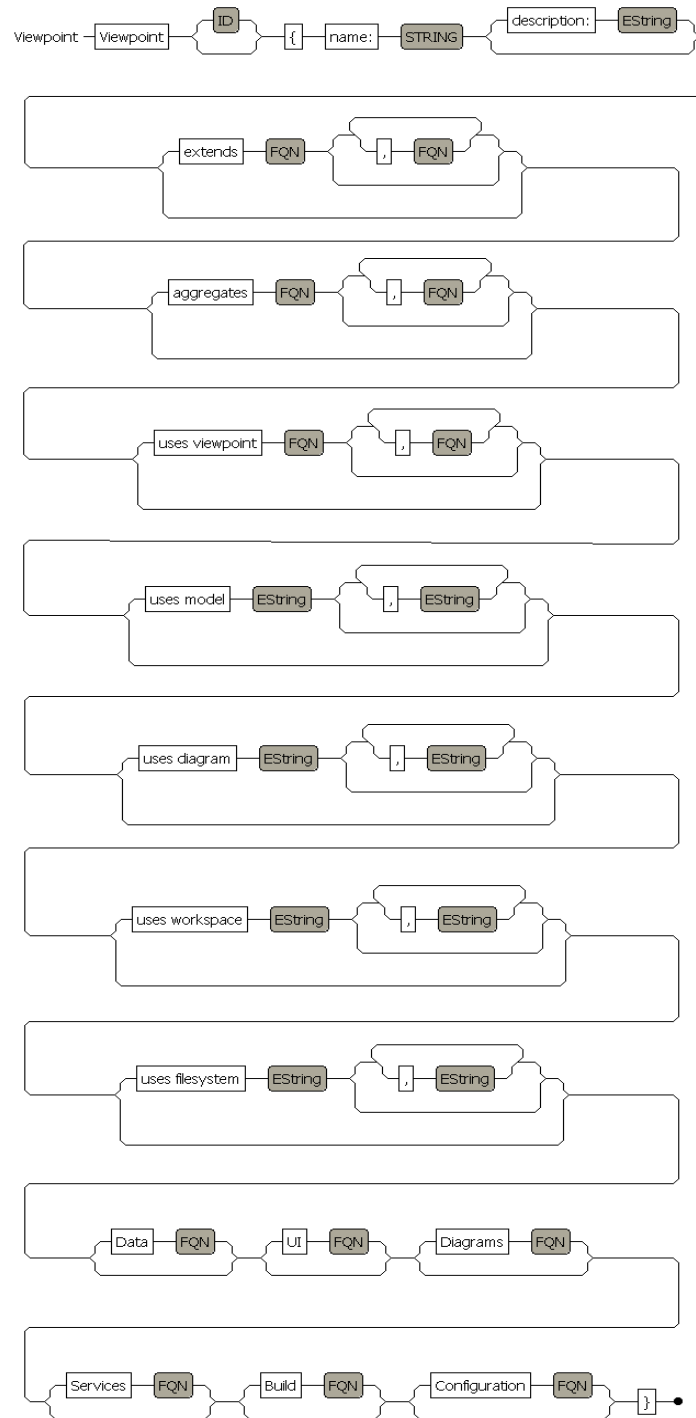 Viewpoint Viewpoint ID { name: STRING description: EString
extends FQN , FQN
aggregates FQN , FQN
uses viewpoint FQN , FQN
uses model EString , EString
uses diagram EString , EString
uses workspace EString , EString
uses filesystem EString , EString
Data FQN UI FQN Diagrams FQN
Services FQN Build FQN Configuration FQN }